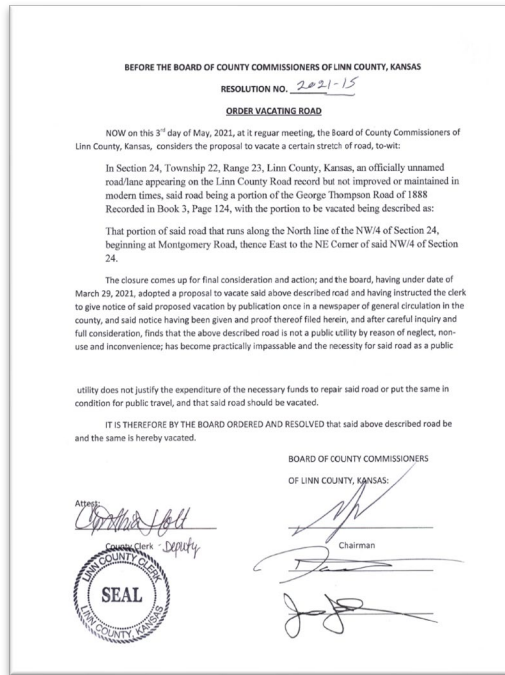 BEFORE THE BOARD OF COUNTY COMMISSIONERS OF LINN COUNTY, KANSAS
RESOLUTION NO. 2021-15
ORDER VACATING ROAD
NOW on this 3rd day of May, 2021, at it reguar meeting, the Board of County Commissioners of
Linn County, Kansas, considers the proposal to vacate a certain stretch of road, to-wit:
In Section 24, Township 22, Range 23, Linn County, Kansas, an officially unnamed
road/lane appearing on the Linn County Road record but not improved or maintained in
modern times, said road being a portion of the George Thompson Road of 1888
Recorded in Book 3, Page 124, with the portion to be vacated being described as:
That portion of said road that runs along the North line of the NW/4 of Section 24,
beginning at Montgomery Road, thence East to the NE Corner of said NW/4 of Section
24.
The closure comes up for final consideration and action; and the board, having under date of
March 29, 2021, adopted a proposal to vacate said above described road and having instructed the clerk
to give notice of said proposed vacation by publication once in a newspaper of general circulation in the
county, and said notice having been given and proof thereof filed herein, and after careful inquiry and
full consideration, finds that the above described road is not a public utility by reason of neglect, non-
use and inconvenience; has become practically impassable and the necessity for said road as a public
utility does not justify the expenditure of the necessary funds to repair said road or put the same in
condition for public travel, and that said road should be vacated.
IT IS THEREFORE BY THE BOARD ORDERED AND RESOLVED that said above described road be
and the same is hereby vacated.
BOARD OF COUNTY COMMISSIONERS
OF LINN COUNTY, KANSAS:
Attest:
Holt
County Clerk - Deputy
Chairman
LINN COUNTY CLERK
SEAL
LINN COUNTY, KANSAS